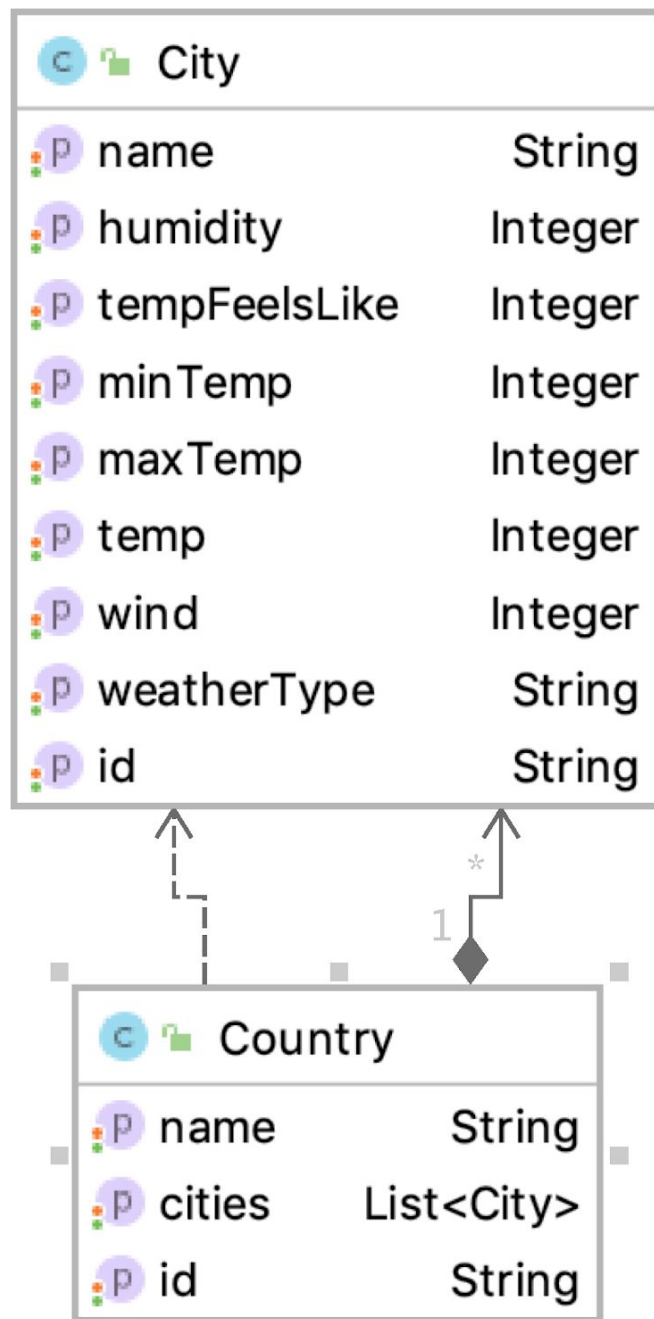 C City
p name String
p humidity Integer
p tempFeelsLike Integer
p minTemp Integer
p maxTemp Integer
p temp Integer
p wind Integer
p weatherType String
p id String
*
1
C Country
p name String
p cities List<City>
p id String